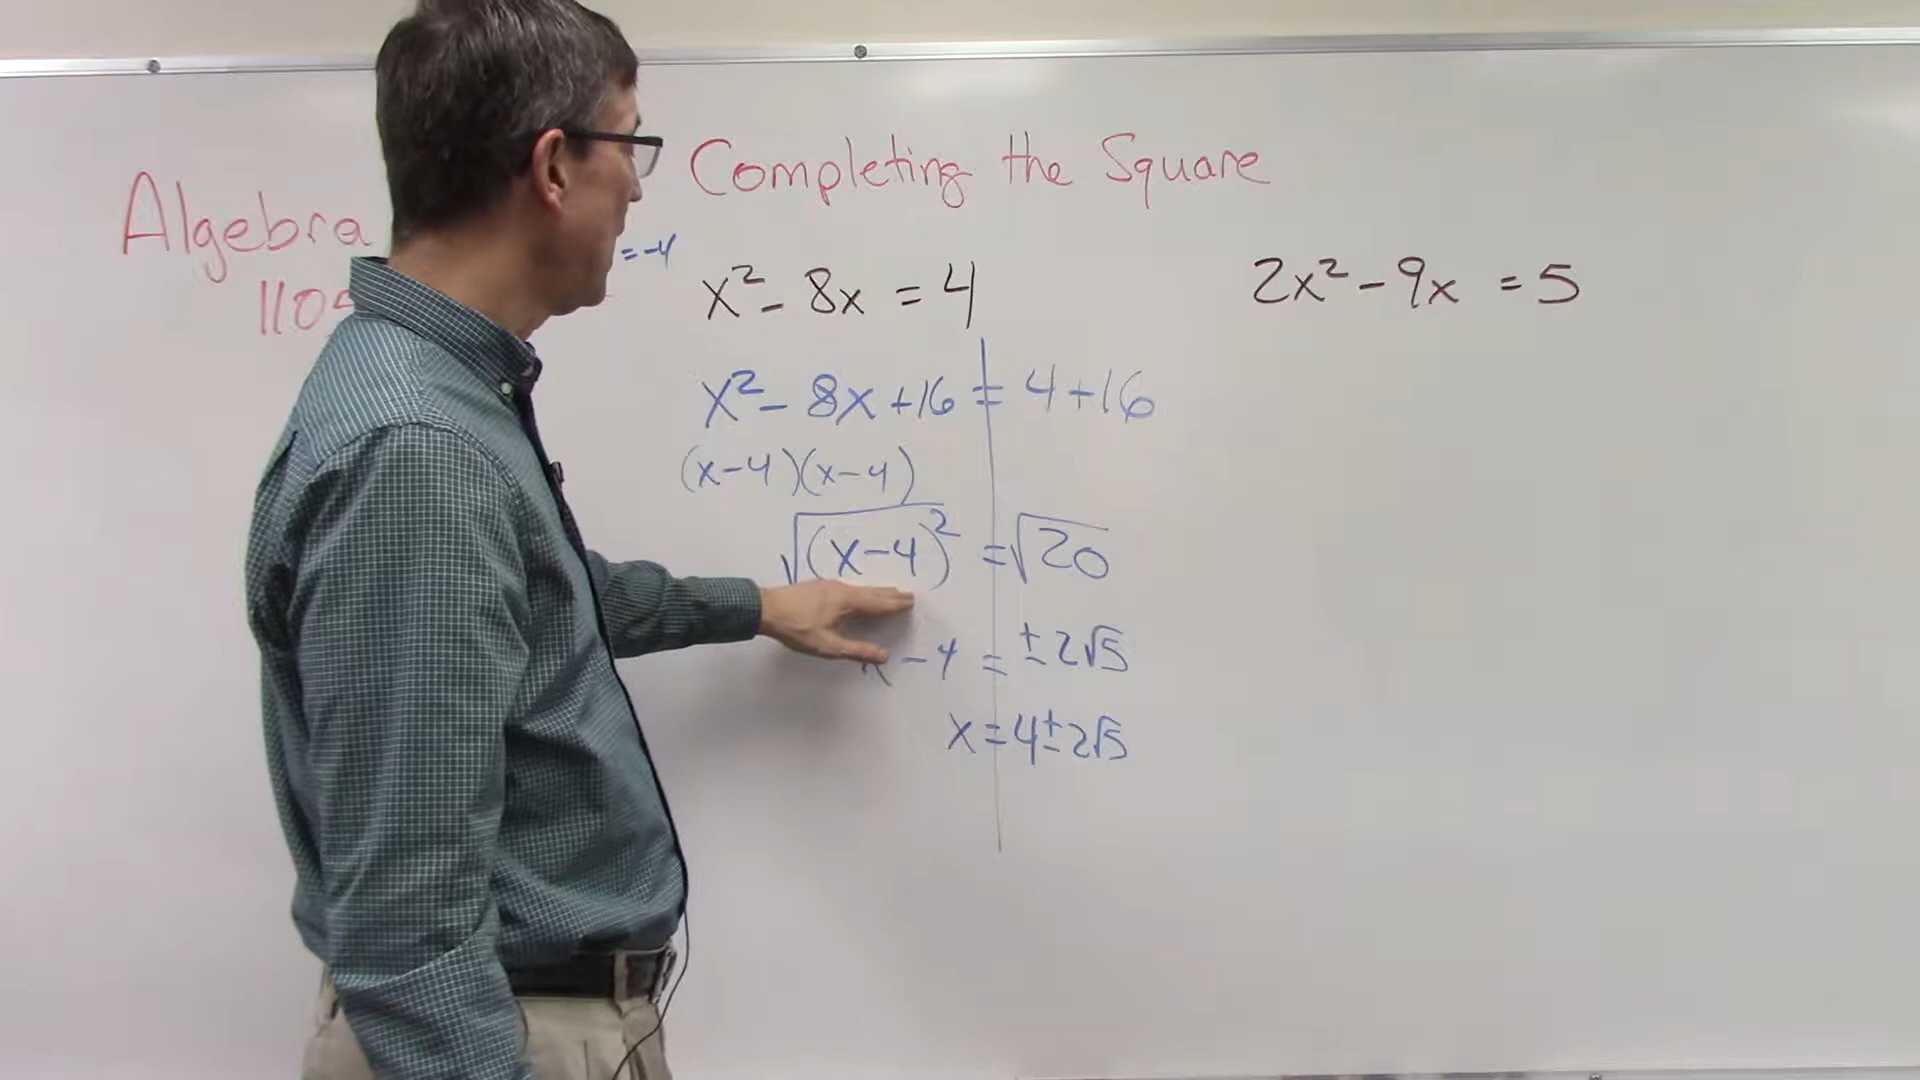 Completing the Square
Algebra
110
=-4
x² - 8x = 4
x² - 8x + 16 = 4 + 16
(x-4)(x-4)
√(x-4)² = √20
x - 4 = ± 2√5
x = 4 ± 2√5
2x² - 9x = 5